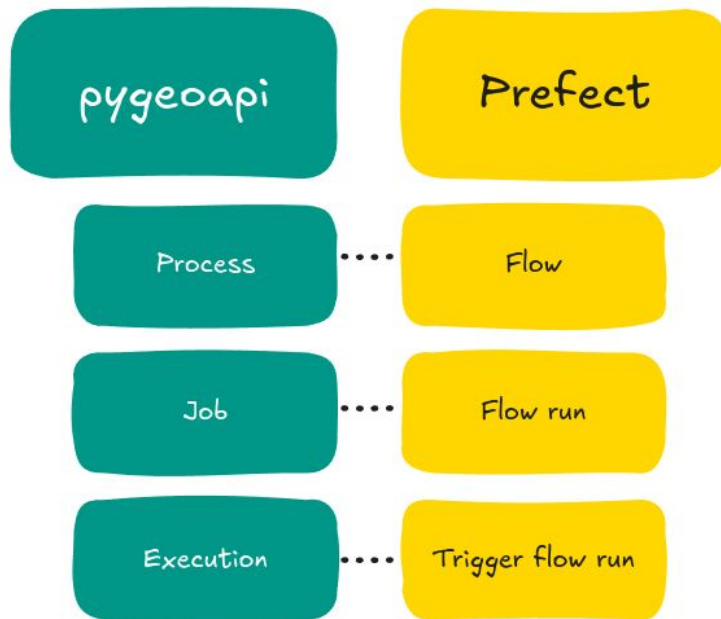 pygeoapi
Prefect
Process
Flow
Job
Flow run
Execution
Trigger flow run